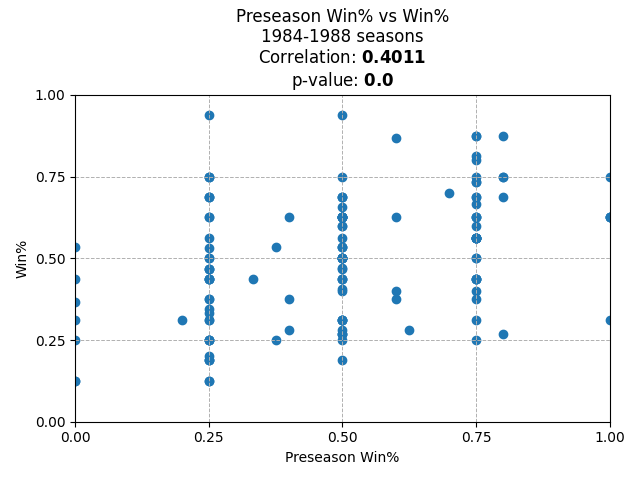 Preseason Win% vs Win%
1984-1988 seasons
Correlation: 0.4011
p-value: 0.0
1.00
0.75
0.50
0.25
0.00
Win%
0.00 0.25 0.50 0.75 1.00
Preseason Win%